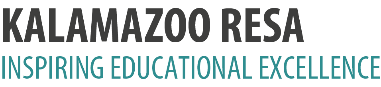 KALAMAZOO RESA
INSPIRING EDUCATIONAL EXCELLENCE